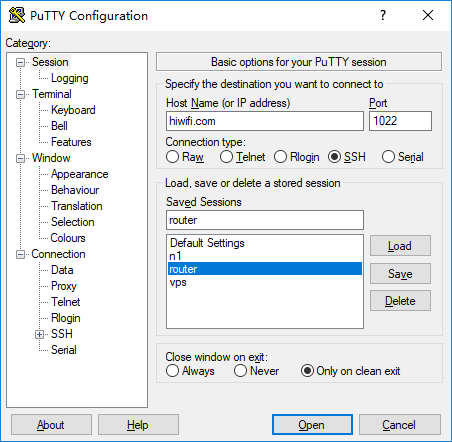 PuTTY Configuration
Category:
Session
Logging
Terminal
Keyboard
Bell
Features
Window
Appearance
Behaviour
Translation
Selection
Colours
Connection
Data
Proxy
Telnet
Rlogin
SSH
Serial
Basic options for your PuTTY session
Specify the destination you want to connect to
Host Name (or IP address) Port
hiwifi.com 1022
Connection type:
Raw Telnet Rlogin SSH Serial
Load, save or delete a stored session
Saved Sessions
router
Default Settings
n1
router
vps
Load
Save
Delete
Close window on exit:
Always Never Only on clean exit
About Help Open Cancel